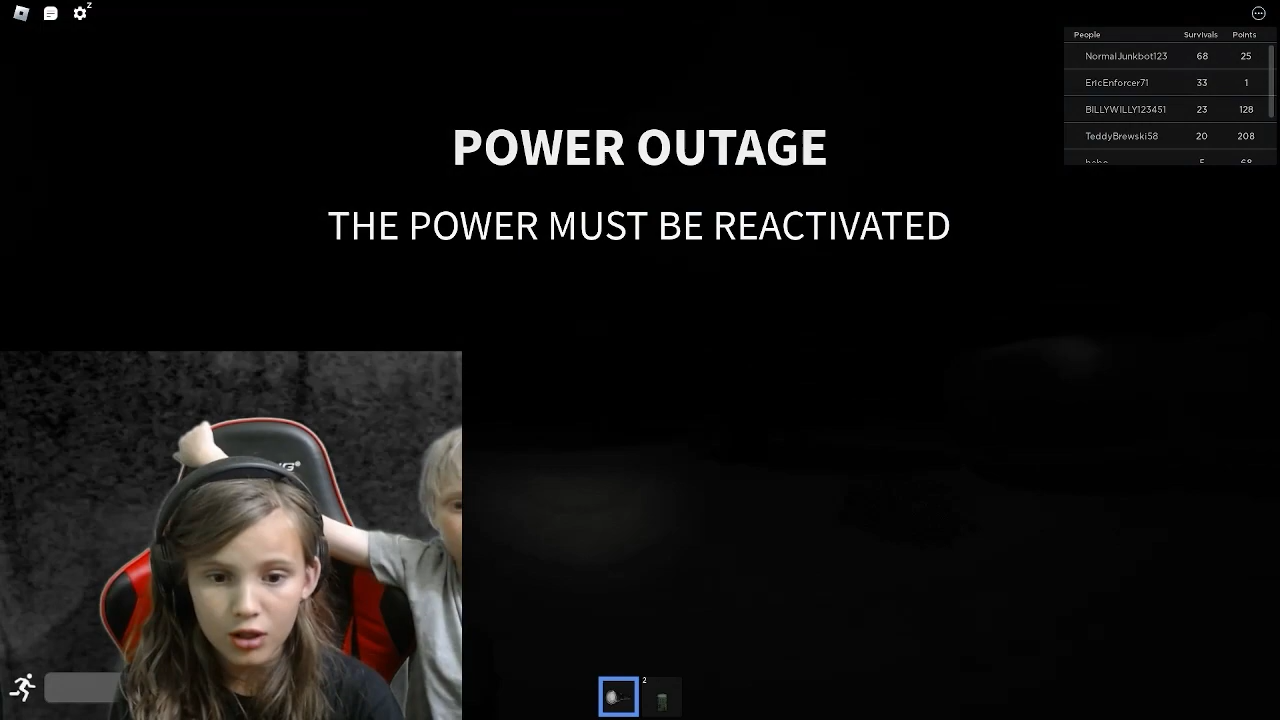 z
People Survivals Points
NormalJunkbot123 68 25
EricEnforcer71 33 1
BILLYWILLY123451 23 128
TeddyBrewski58 20 208
POWER OUTAGE
THE POWER MUST BE REACTIVATED
2